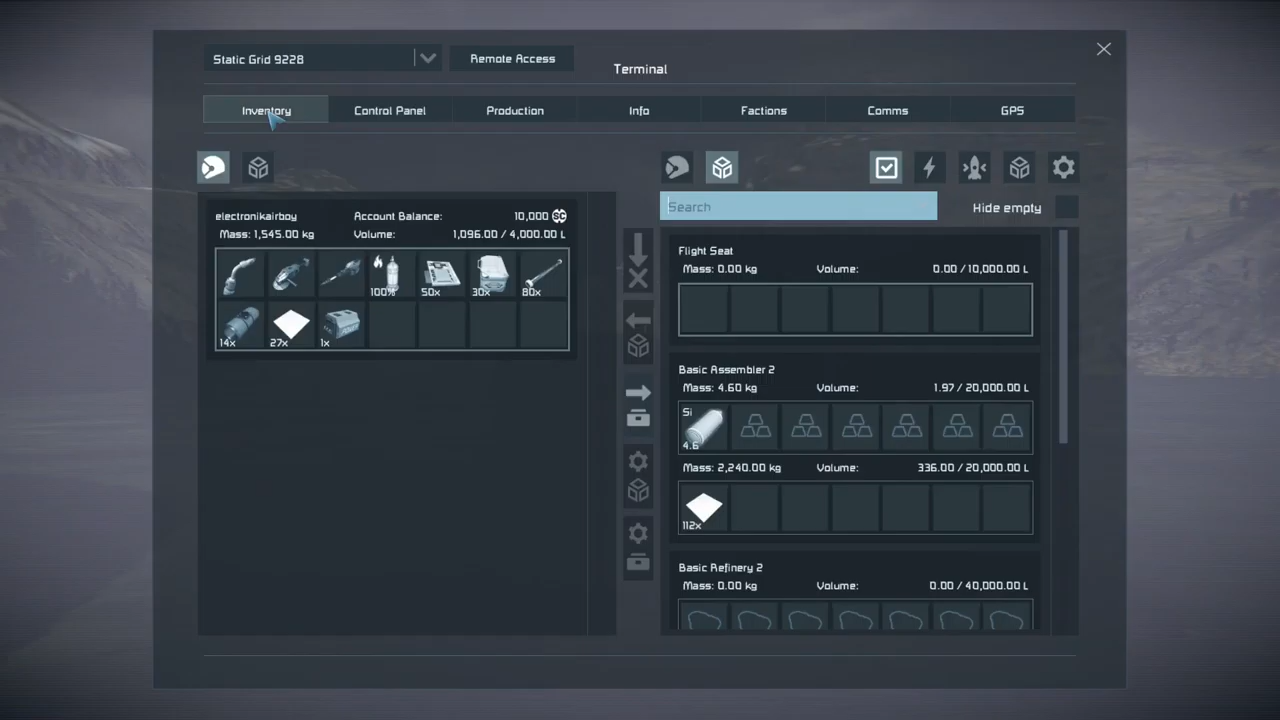 Static Grid 9228
Remote Access
Terminal
Inventory
Control Panel
Production
Info
Factions
Comms
GPS
electronikairboy Account Balance: 10,000 SC
Mass: 1,545.00 kg Volume: 1,096.00 / 4,000.00 L
100% 50x 30x 80x
14x 27x 1x
Search
Hide empty
Flight Seat
Mass: 0.00 kg Volume: 0.00 / 10,000.00 L
Basic Assembler 2
Mass: 4.60 kg Volume: 1.97 / 20,000.00 L
Si
4.6
Mass: 2,240.00 kg Volume: 336.00 / 20,000.00 L
112x
Basic Refinery 2
Mass: 0.00 kg Volume: 0.00 / 40,000.00 L